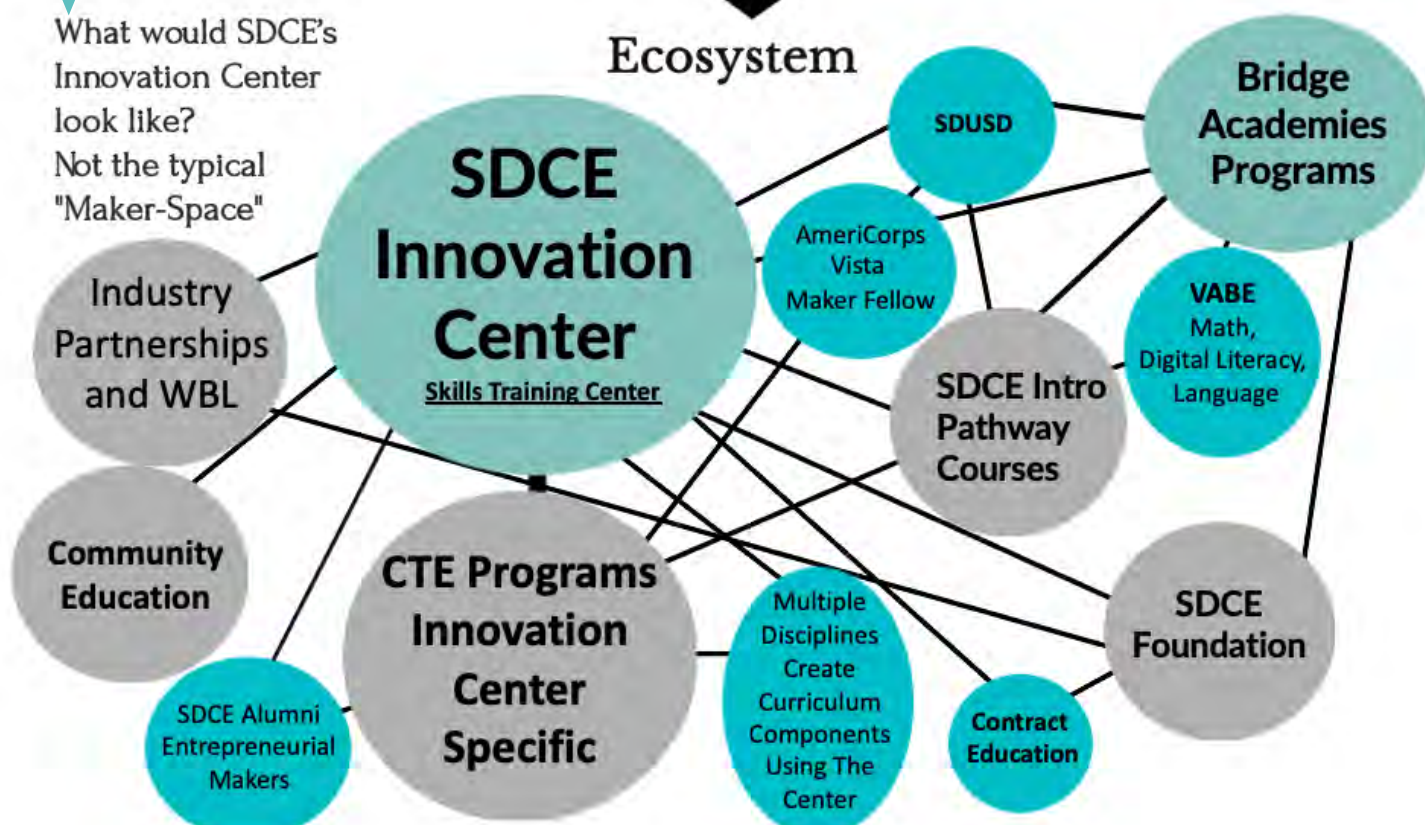 What would SDCE's
Innovation Center
look like?
Not the typical
"Maker-Space"
Ecosystem
SDCE
Innovation
Center
Skills Training Center
SDUSD
Bridge
Academies
Programs
AmeriCorps
Vista
Maker Fellow
VABE
Math,
Digital Literacy,
Language
Industry
Partnerships
and WBL
SDCE Intro
Pathway
Courses
Community
Education
CTE Programs
Innovation
Center
Specific
Multiple
Disciplines
Create
Curriculum
Components
Using The
Center
SDCE
Foundation
SDCE Alumni
Entrepreneurial
Makers
Contract
Education